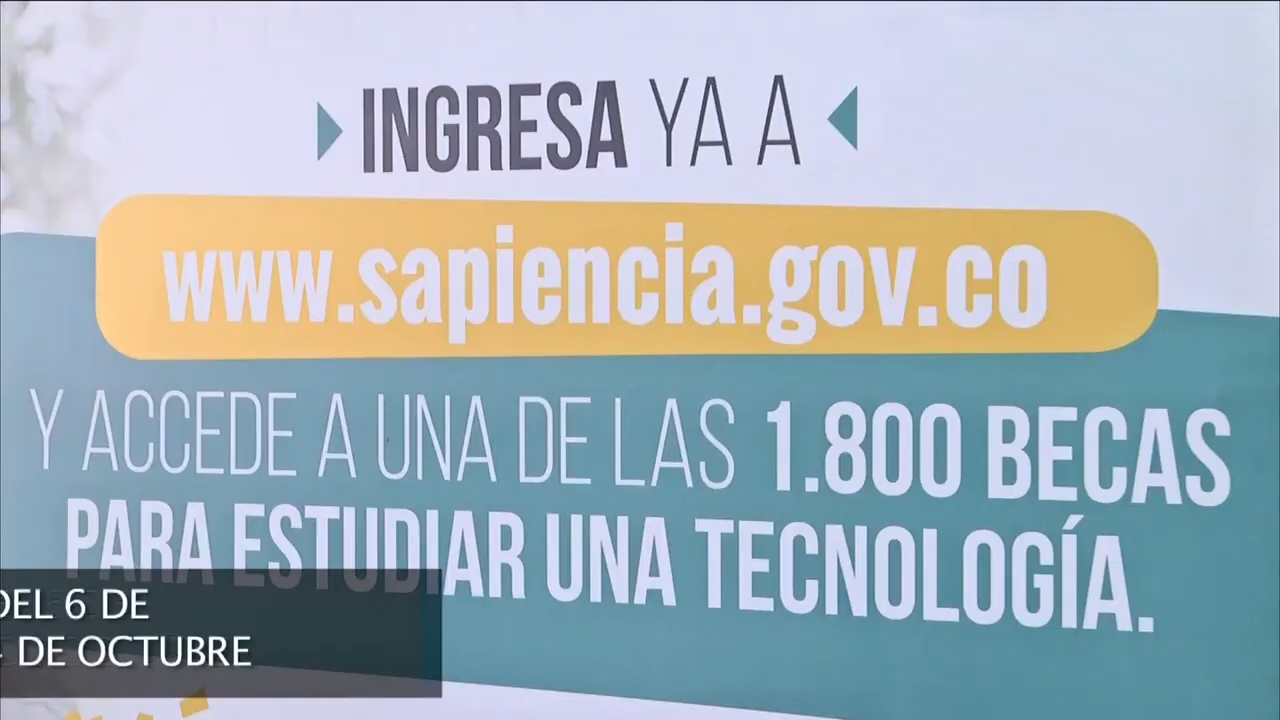 INGRESA YA A
www.sapiencia.gov.co
Y ACCEDE A UNA DE LAS 1.800 BECAS
PARA ESTUDIAR UNA TECNOLOGÍA.
DEL 6 DE
DE OCTUBRE